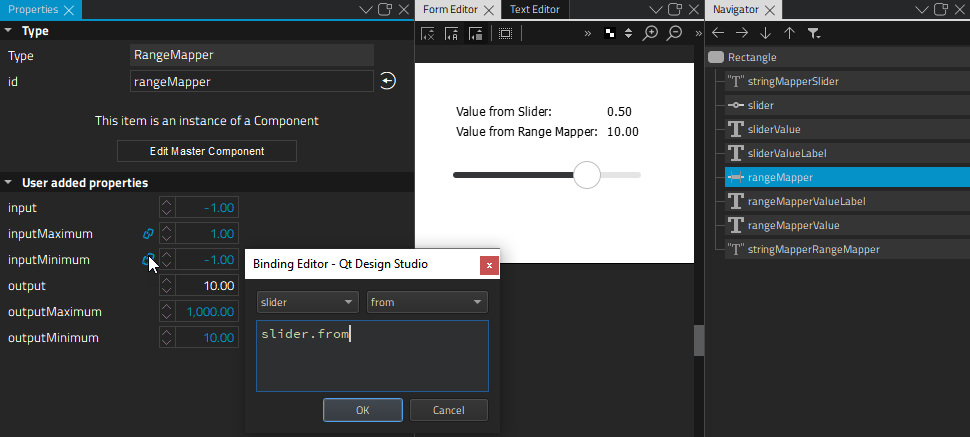 Properties
Type
Type RangeMapper
id rangeMapper
This item is an instance of a Component
Edit Master Component
User added properties
input -1.00
inputMaximum 1.00
inputMinimum -1.00
output 10.00
outputMaximum 1,000.00
outputMinimum 10.00
Binding Editor - Qt Design Studio
x
slider from
slider.from
OK Cancel
Form Editor Text Editor
Value from Slider: 0.50
Value from Range Mapper: 10.00
Navigator
Rectangle
"T" stringMapperSlider
slider
T sliderValue
T sliderValueLabel
rangeMapper
T rangeMapperValueLabel
T rangeMapperValue
"T" stringMapperRangeMapper